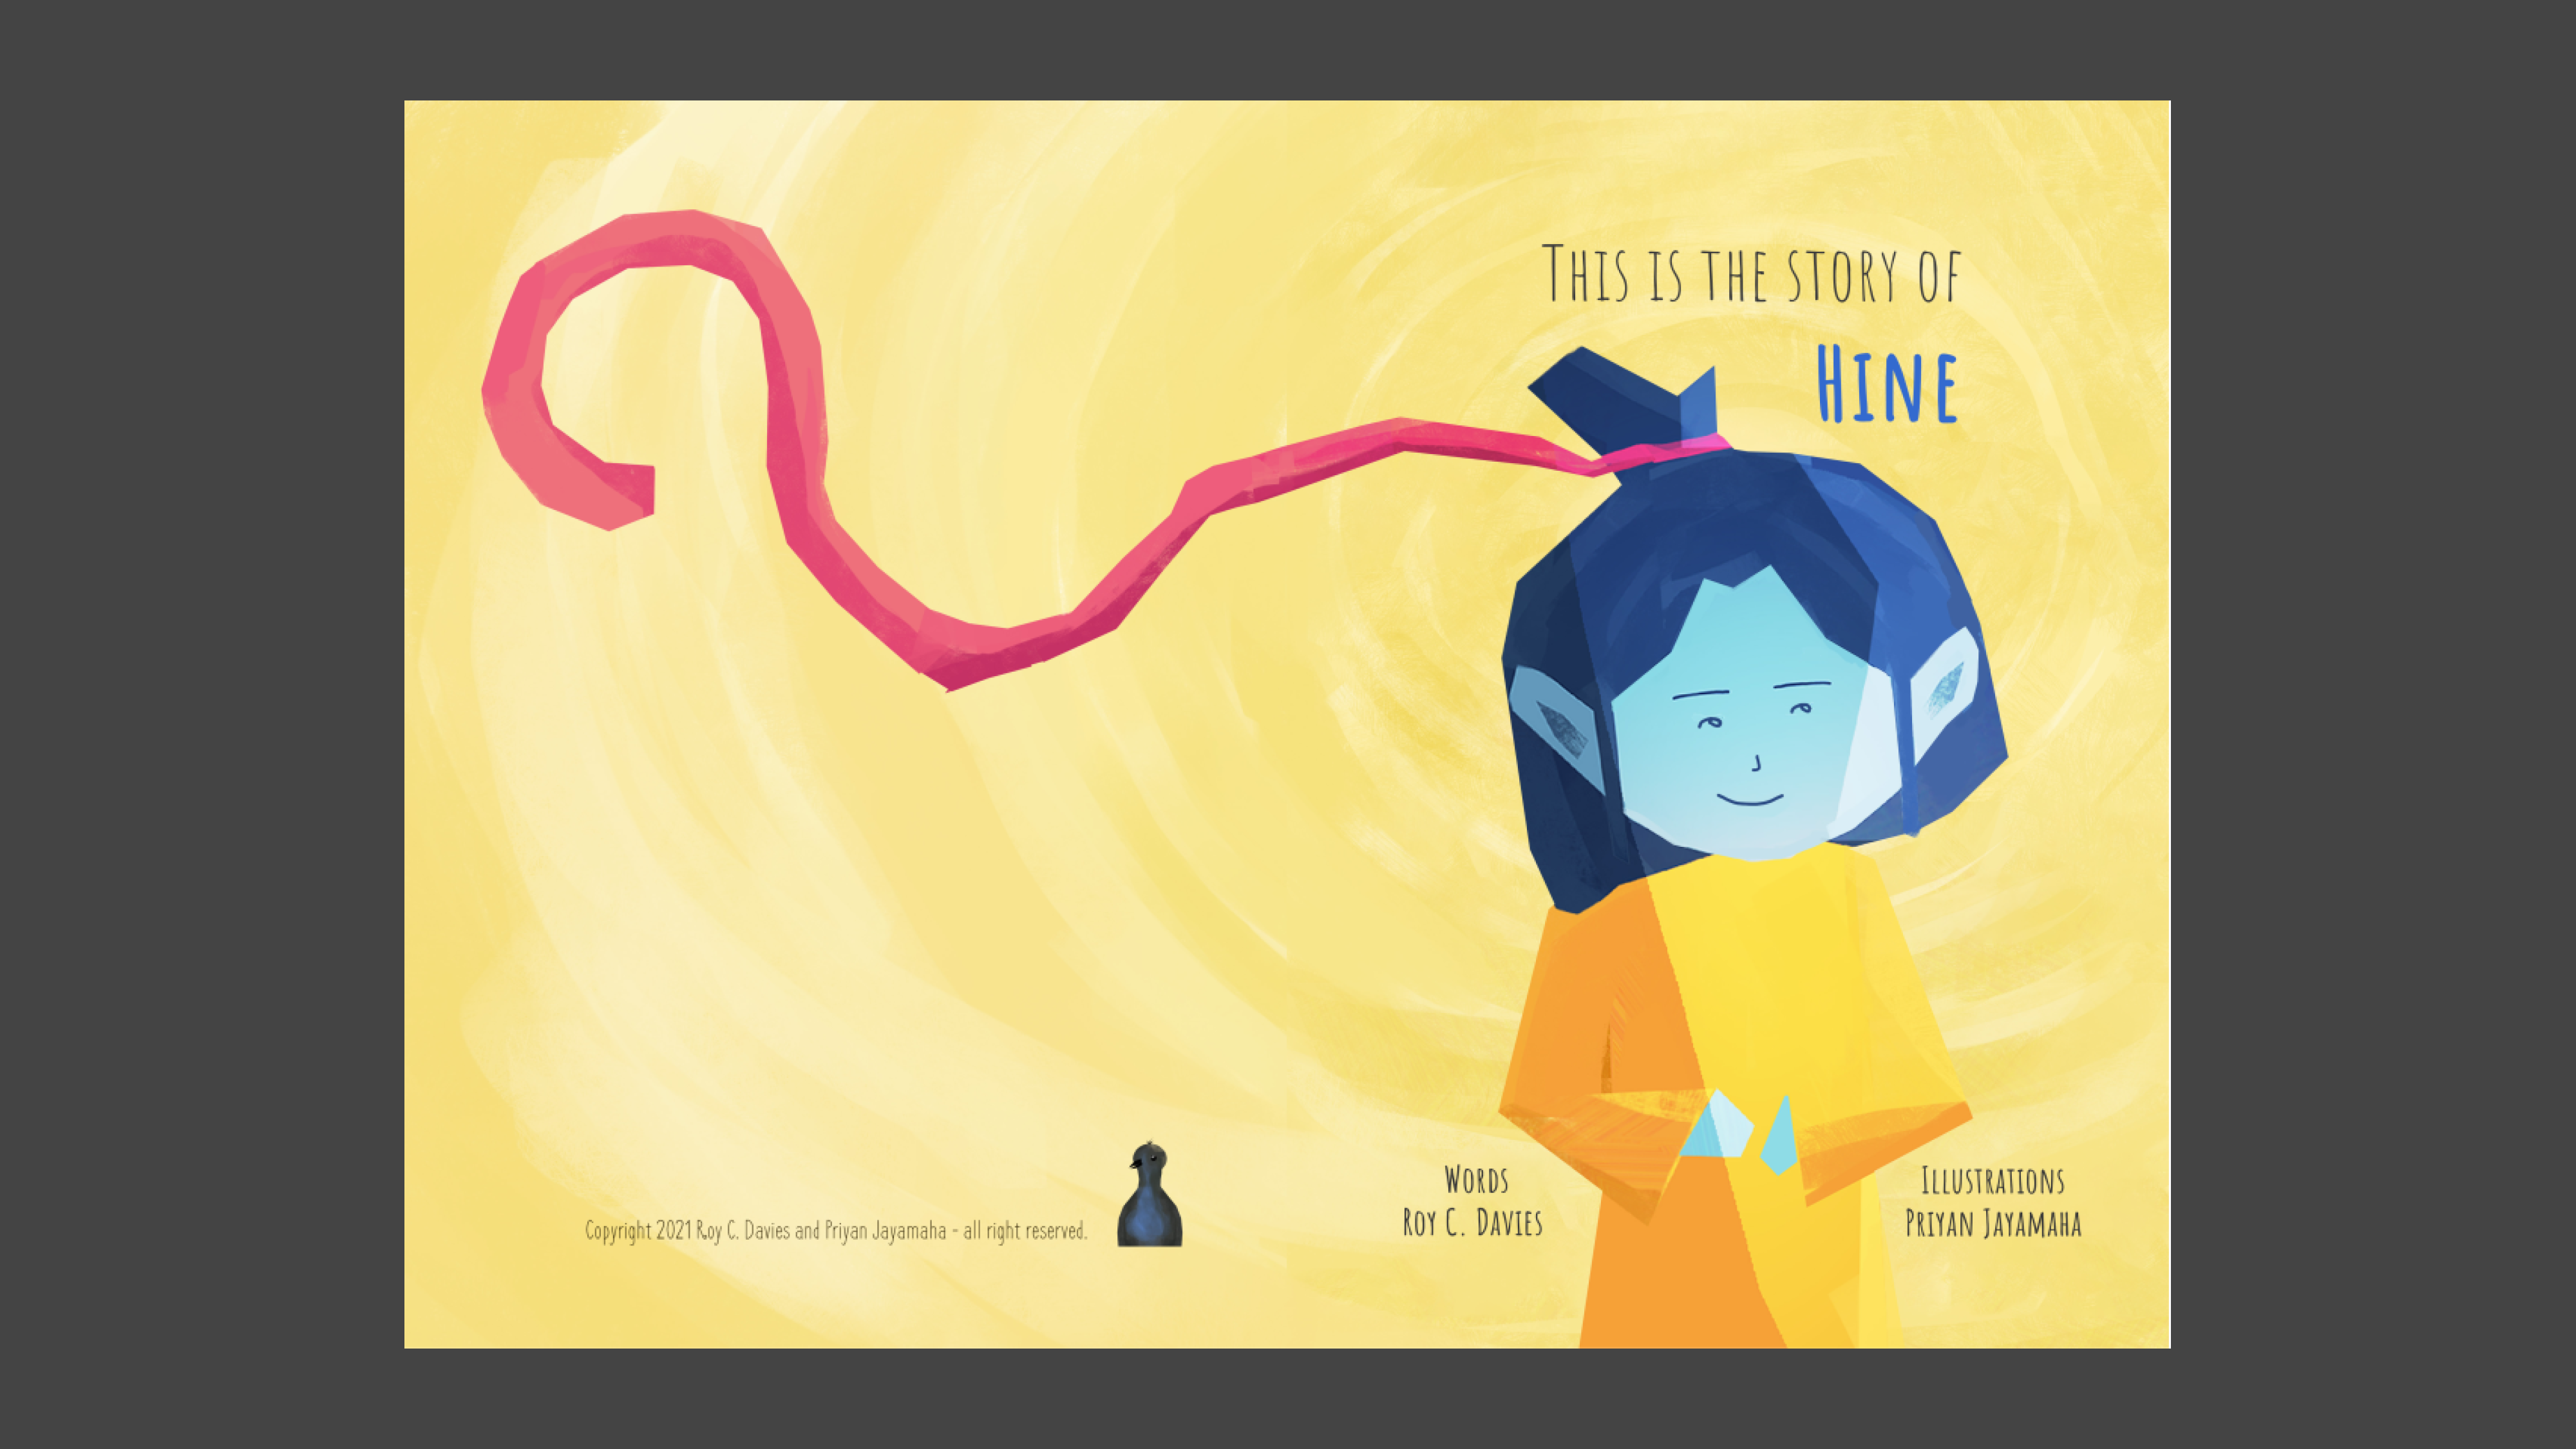 This is the story of
Hine
Words
Roy C. Davies
Illustrations
Priyan Jayamaha
Copyright 2021 Roy C. Davies and Priyan Jayamaha - all right reserved.